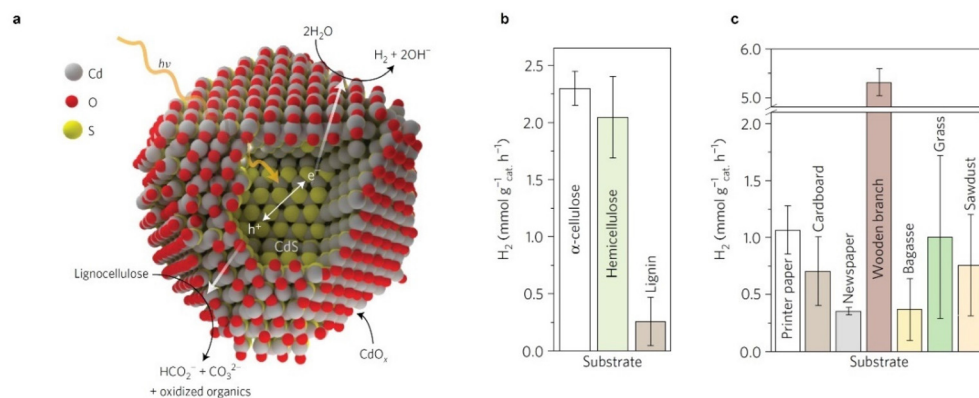 a
hν
Cd
O
S
2H₂O
H₂ + 2OH⁻
e⁻
h⁺
CdS
Lignocellulose
CdOₓ
HCO₂⁻ + CO₃²⁻
+ oxidized organics
b
H₂ (mmol g⁻¹cat. h⁻¹)
2.5
2.0
1.5
1.0
0.5
0.0
α-cellulose
Hemicellulose
Lignin
Substrate
c
H₂ (mmol g⁻¹cat. h⁻¹)
6.0
5.0
2.0
1.5
1.0
0.5
0.0
Printer paper
Cardboard
Newspaper
Wooden branch
Bagasse
Grass
Sawdust
Substrate